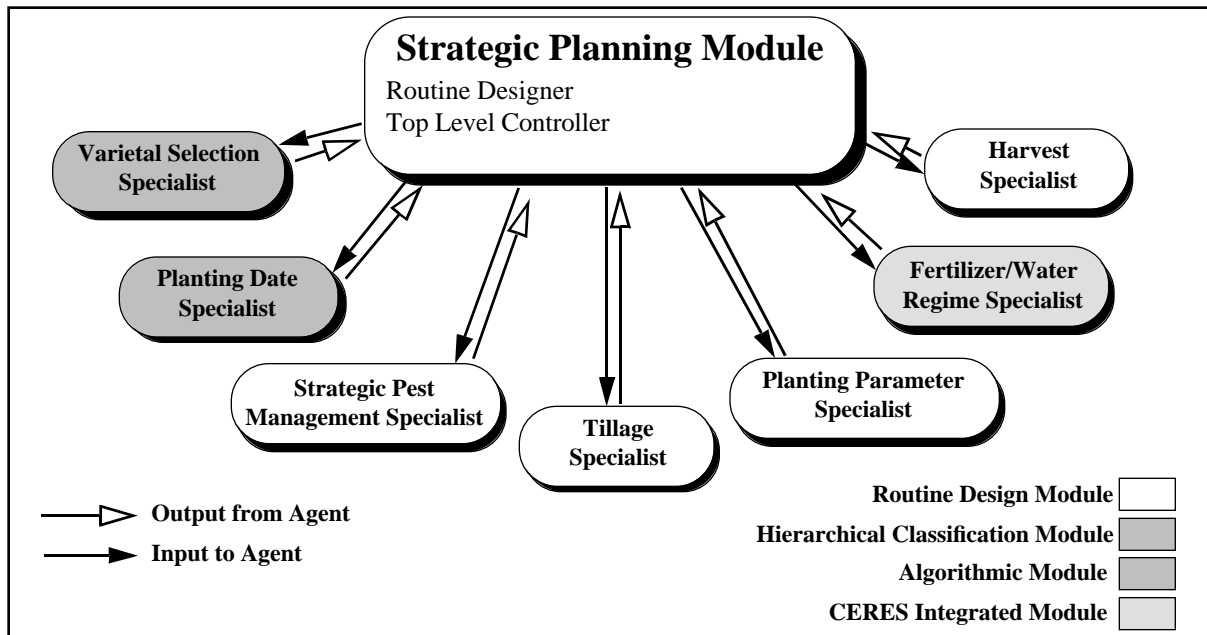 Strategic Planning Module
Routine Designer
Top Level Controller
Varietal Selection
Specialist
Harvest
Specialist
Planting Date
Specialist
Fertilizer/Water
Regime Specialist
Strategic Pest
Management Specialist
Tillage
Specialist
Planting Parameter
Specialist
Output from Agent
Input to Agent
Routine Design Module
Hierarchical Classification Module
Algorithmic Module
CERES Integrated Module